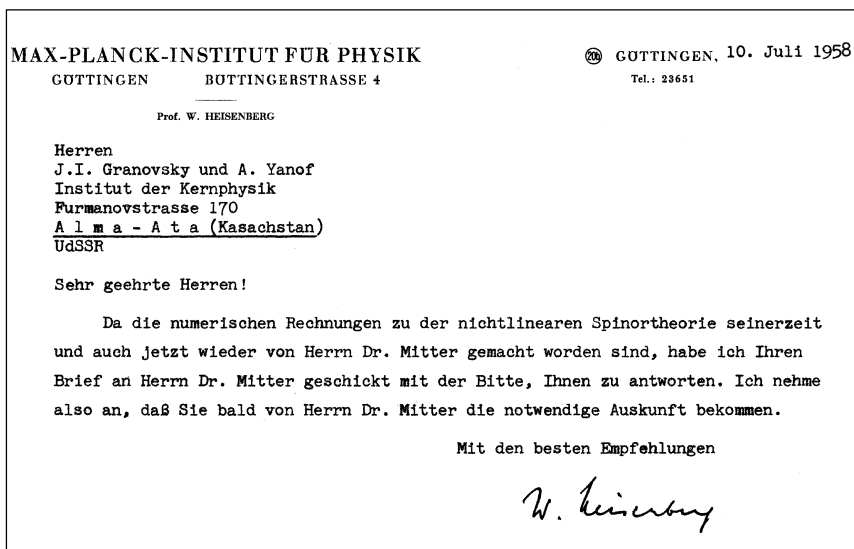 MAX-PLANCK-INSTITUT FÜR PHYSIK
GÖTTINGEN BÖTTINGERSTRASSE 4
Prof. W. HEISENBERG
20b GÖTTINGEN, 10. Juli 1958
Tel.: 23651
Herren
J.I. Granovsky und A. Yanof
Institut der Kernphysik
Furmanovstrasse 170
A l m a - A t a (Kasachstan)
UdSSR
Sehr geehrte Herren!
Da die numerischen Rechnungen zu der nichtlinearen Spinortheorie seinerzeit
und auch jetzt wieder von Herrn Dr. Mitter gemacht worden sind, habe ich Ihren
Brief an Herrn Dr. Mitter geschickt mit der Bitte, Ihnen zu antworten. Ich nehme
also an, daß Sie bald von Herrn Dr. Mitter die notwendige Auskunft bekommen.
Mit den besten Empfehlungen
W. Heisenberg